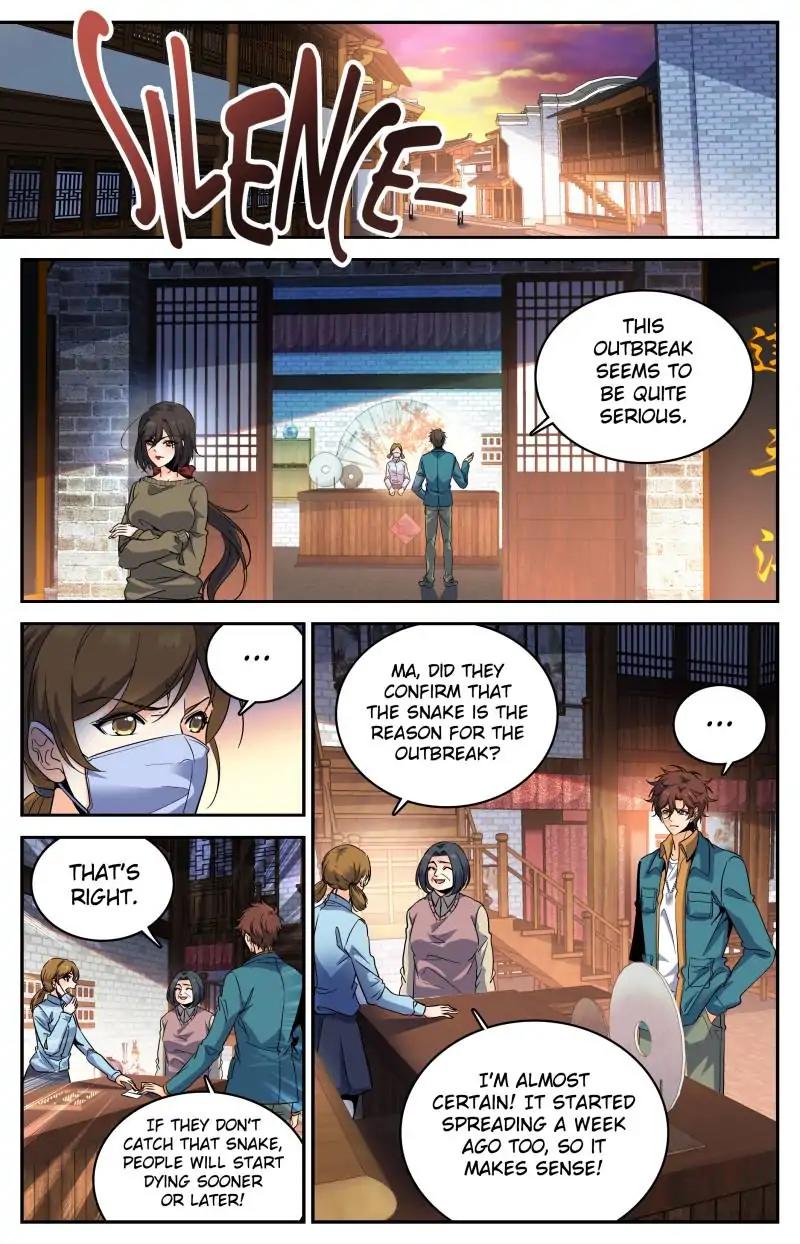 SILENCE-
THIS
OUTBREAK
SEEMS TO
BE QUITE
SERIOUS.
...
MA, DID THEY
CONFIRM THAT
THE SNAKE IS THE
REASON FOR THE
OUTBREAK?
...
I'M ALMOST
CERTAIN! IT STARTED
SPREADING A WEEK
AGO TOO, SO IT
MAKES SENSE!
THAT'S
RIGHT.
IF THEY DON'T
CATCH THAT SNAKE,
PEOPLE WILL START
DYING SOONER
OR LATER!